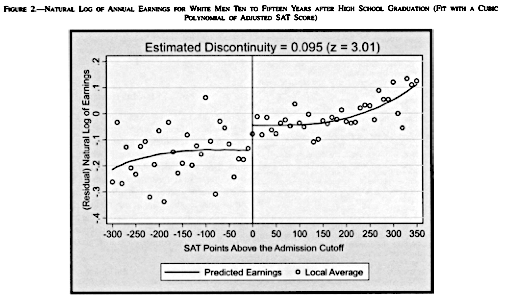 FIGURE 2.—NATURAL LOG OF ANNUAL EARNINGS FOR WHITE MEN TEN TO FIFTEEN YEARS AFTER HIGH SCHOOL GRADUATION (FIT WITH A CUBIC
POLYNOMIAL OF ADJUSTED SAT SCORE)
Estimated Discontinuity = 0.095 (z = 3.01)
(Residual) Natural Log of Earnings
.2
.1
0
-.1
-.2
-.3
-.4
-300 -250 -200 -150 -100 -50 0 50 100 150 200 250 300 350
SAT Points Above the Admission Cutoff
Predicted Earnings Local Average